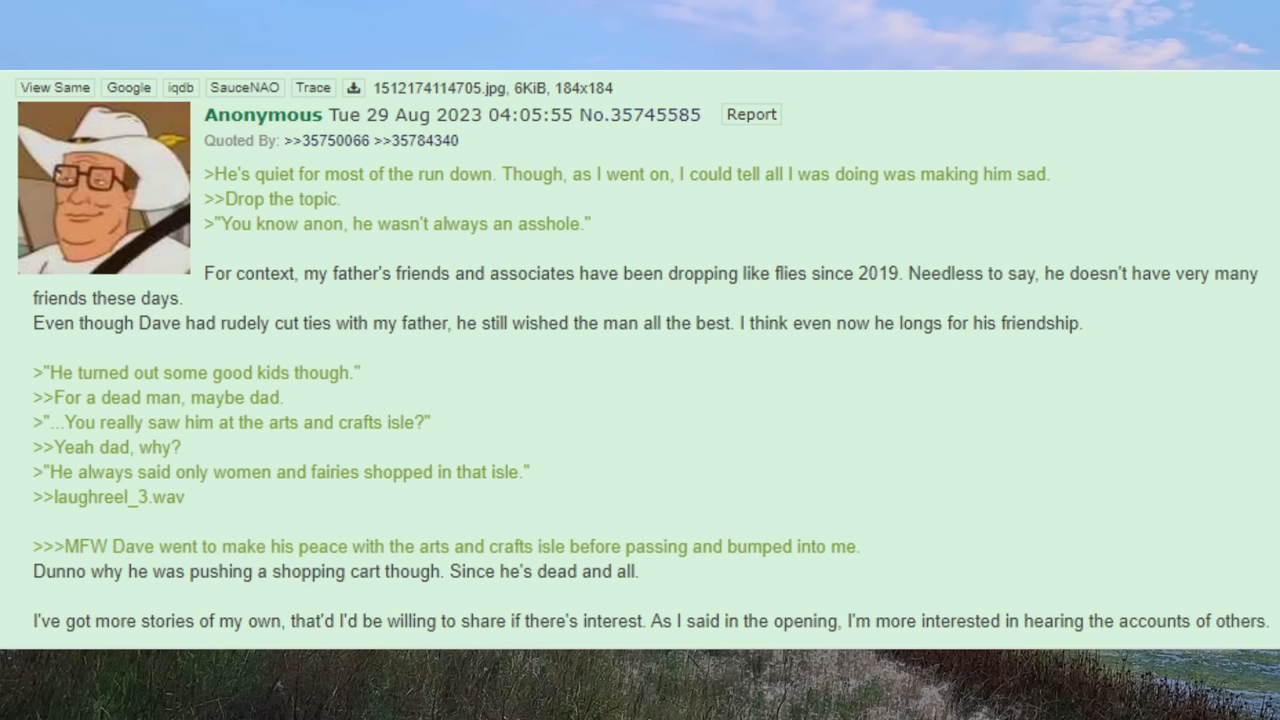 View Same Google iqdb SauceNAO Trace 1512174114705.jpg, 6KiB, 184x184
Anonymous Tue 29 Aug 2023 04:05:55 No.35745585 Report
Quoted By: >>35750066 >>35784340
>He's quiet for most of the run down. Though, as I went on, I could tell all I was doing was making him sad.
>>Drop the topic.
>"You know anon, he wasn't always an asshole."
For context, my father's friends and associates have been dropping like flies since 2019. Needless to say, he doesn't have very many
friends these days.
Even though Dave had rudely cut ties with my father, he still wished the man all the best. I think even now he longs for his friendship.
>"He turned out some good kids though."
>>For a dead man, maybe dad.
>"...You really saw him at the arts and crafts isle?"
>>Yeah dad, why?
>"He always said only women and fairies shopped in that isle."
>>laughreel_3.wav
>>>MFW Dave went to make his peace with the arts and crafts isle before passing and bumped into me.
Dunno why he was pushing a shopping cart though. Since he's dead and all.
I've got more stories of my own, that'd I'd be willing to share if there's interest. As I said in the opening, I'm more interested in hearing the accounts of others.